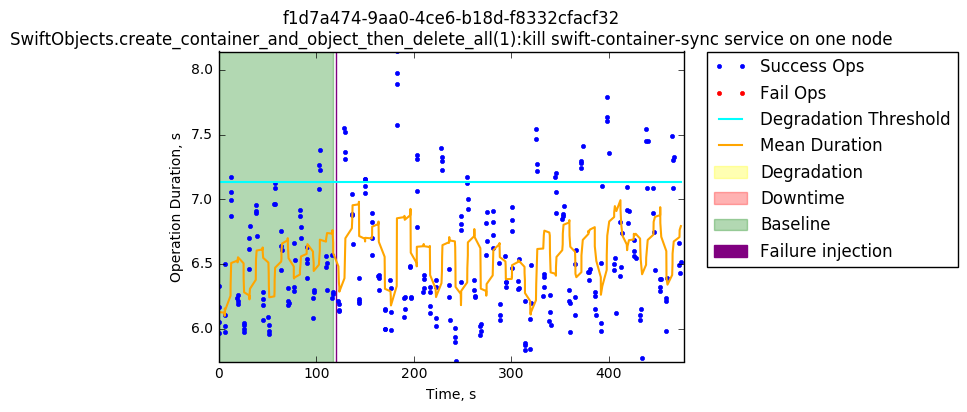 f1d7a474-9aa0-4ce6-b18d-f8332cfacf32
SwiftObjects.create_container_and_object_then_delete_all(1):kill swift-container-sync service on one node
8.0
7.5
7.0
6.5
6.0
Operation Duration, s
0
100
200
300
400
Time, s
Success Ops
Fail Ops
Degradation Threshold
Mean Duration
Degradation
Downtime
Baseline
Failure injection